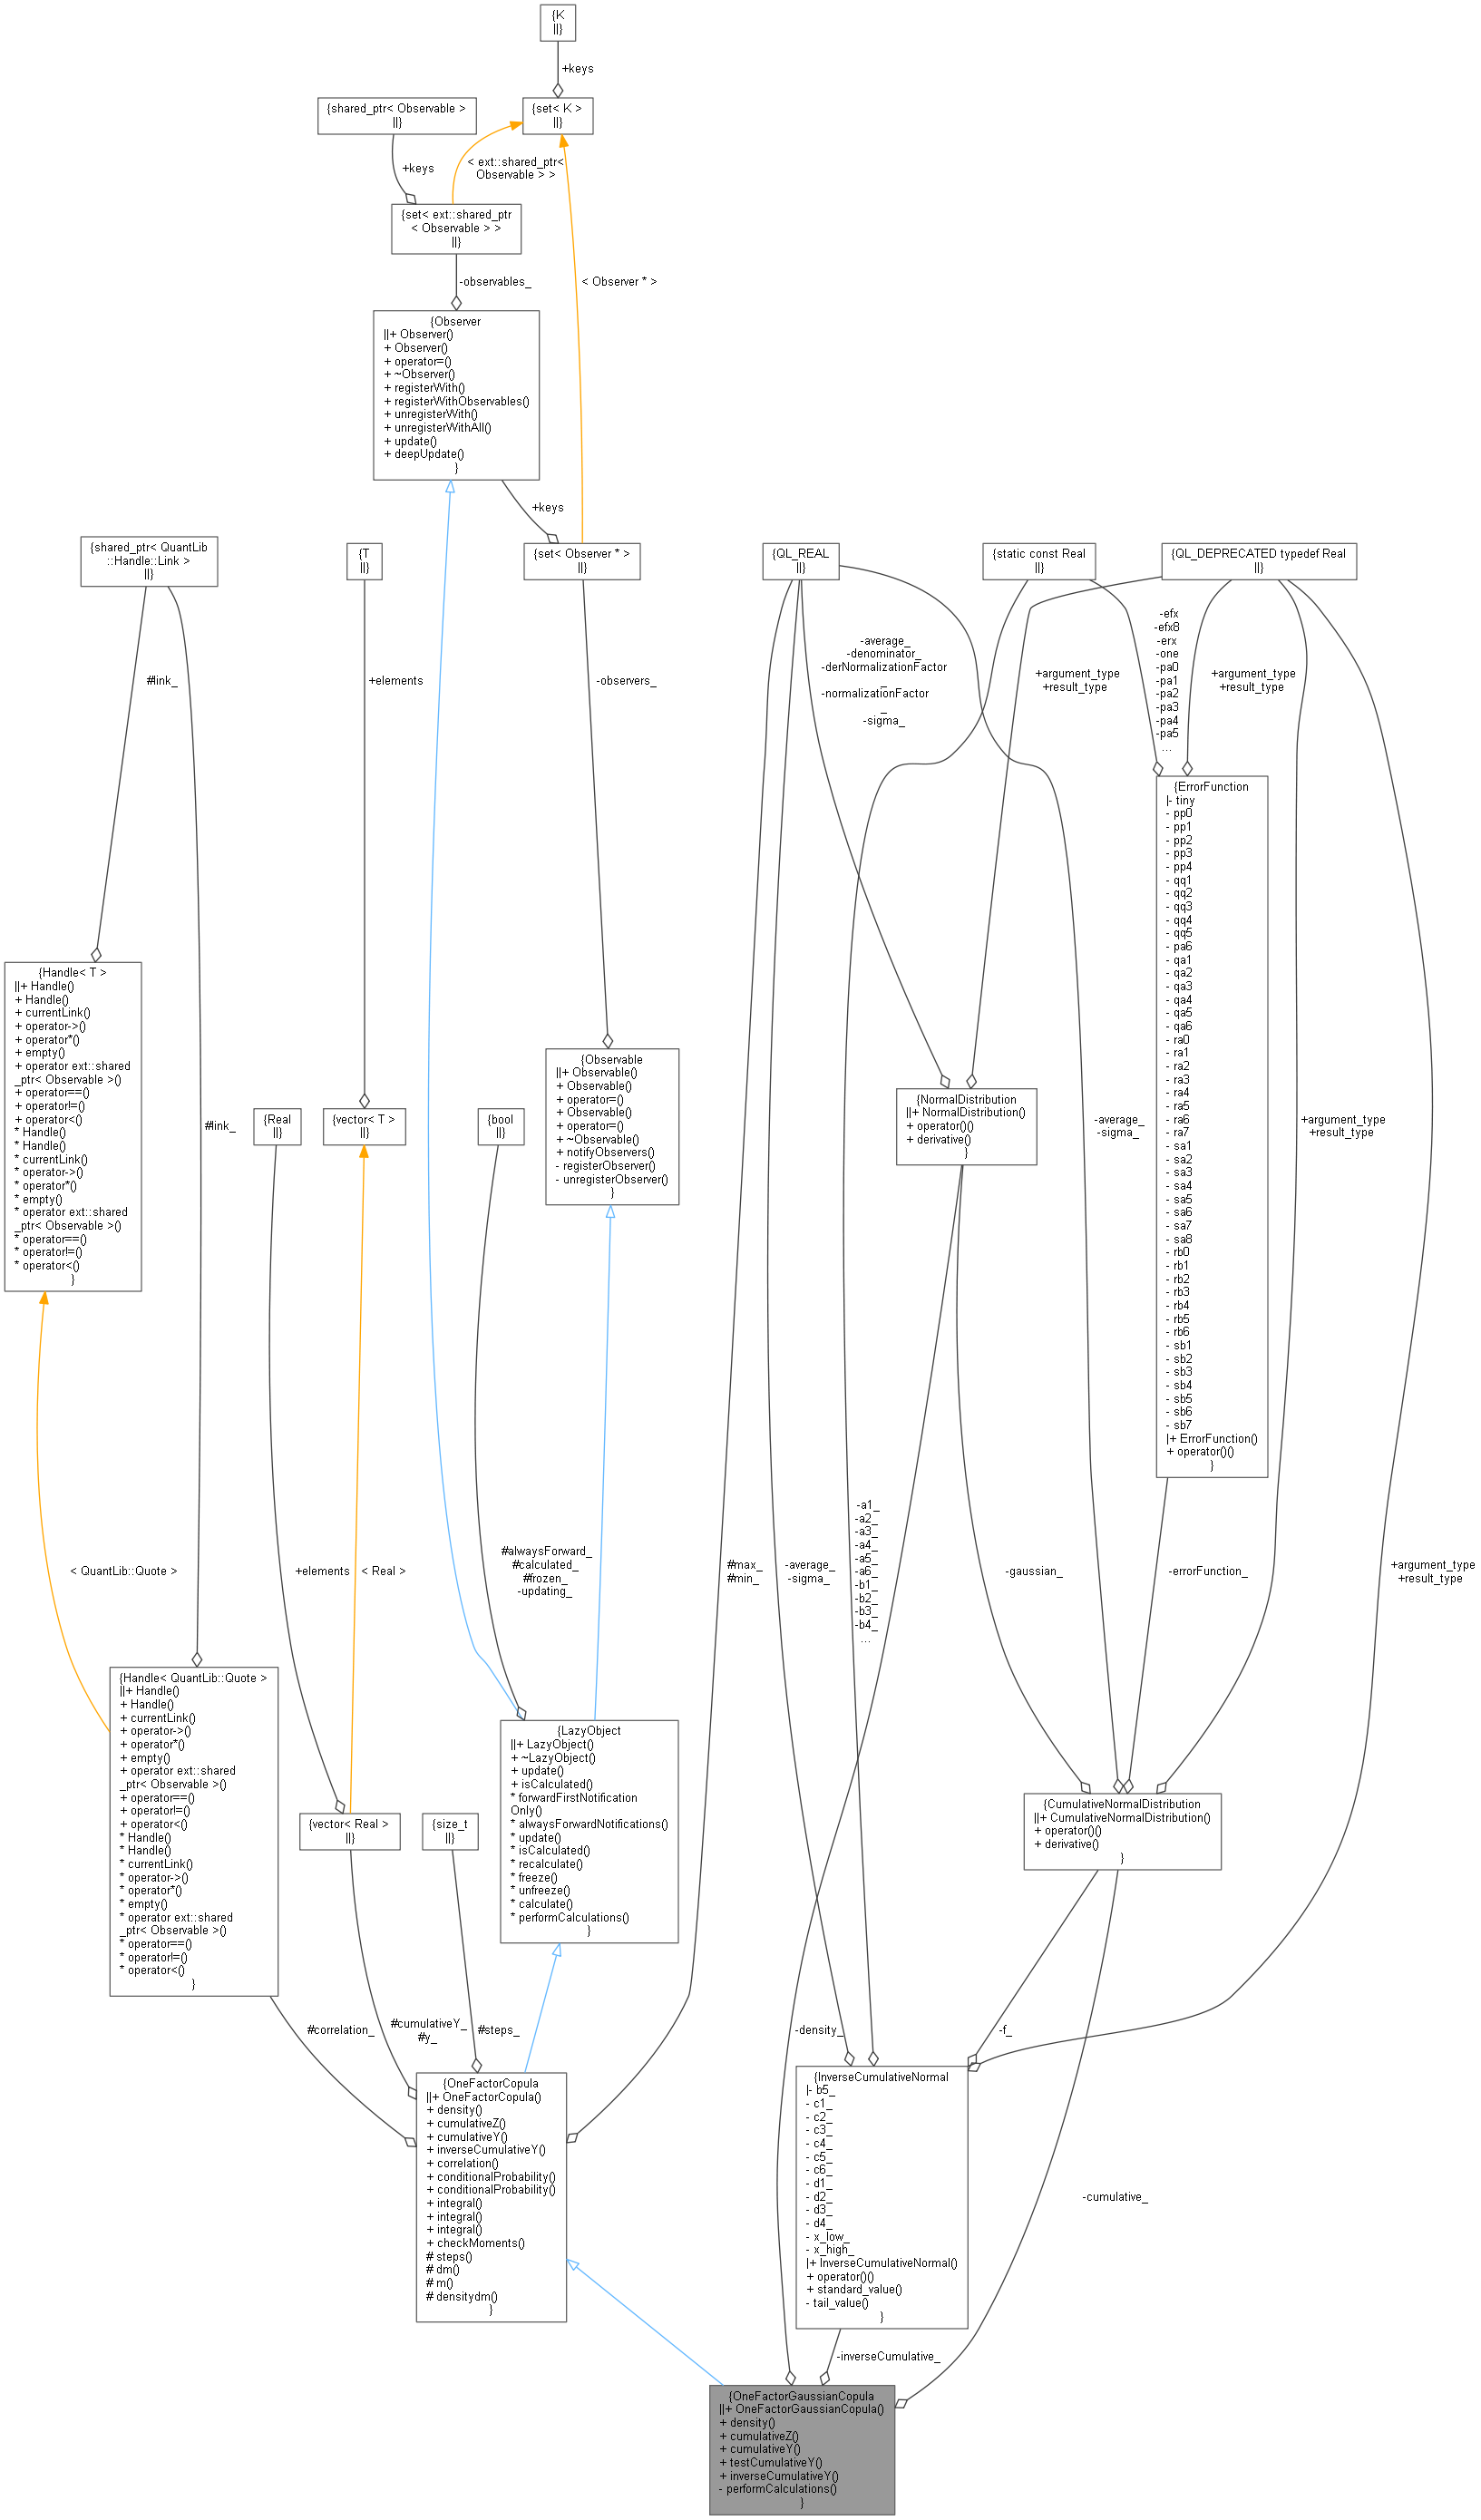 {K
||}
+keys
{shared_ptr< Observable >
||}
{set< K >
||}
+keys
< ext::shared_ptr<
Observable > >
{set< ext::shared_ptr
< Observable > >
||}
-observables_
< Observer * >
{Observer
||+ Observer()
+ Observer()
+ operator=()
+ ~Observer()
+ registerWith()
+ registerWithObservables()
+ unregisterWith()
+ unregisterWithAll()
+ update()
+ deepUpdate()
}
+keys
{shared_ptr< QuantLib
::Handle::Link >
||}
{T
||}
{set< Observer * >
||}
{QL_REAL
||}
{static const Real
||}
{QL_DEPRECATED typedef Real
||}
#link_
+elements
-observers_
-average_
-denominator_
-derNormalizationFactor
_
-normalizationFactor
_
-sigma_
+argument_type
+result_type
-efx
-efx8
-erx
-one
-pa0
-pa1
-pa2
-pa3
-pa4
-pa5
...
+argument_type
+result_type
{ErrorFunction
|- tiny
- pp0
- pp1
- pp2
- pp3
- pp4
- qq1
- qq2
- qq3
- qq4
- qq5
- pa6
- qa1
- qa2
- qa3
- qa4
- qa5
- qa6
- ra0
- ra1
- ra2
- ra3
- ra4
- ra5
- ra6
- ra7
- sa1
- sa2
- sa3
- sa4
- sa5
- sa6
- sa7
- sa8
- rb0
- rb1
- rb2
- rb3
- rb4
- rb5
- rb6
- sb1
- sb2
- sb3
- sb4
- sb5
- sb6
- sb7
|+ ErrorFunction()
+ operator()()
}
{Handle< T >
||+ Handle()
+ Handle()
+ currentLink()
+ operator->()
+ operator*()
+ empty()
+ operator ext::shared
_ptr< Observable >()
+ operator==()
+ operator!=()
+ operator<()
* Handle()
* Handle()
* currentLink()
* operator->()
* operator*()
* empty()
* operator ext::shared
_ptr< Observable >()
* operator==()
* operator!=()
* operator<()
}
#link_
{Real
||}
{vector< T >
||}
{bool
||}
{Observable
||+ Observable()
+ Observable()
+ operator=()
+ Observable()
+ operator=()
+ ~Observable()
+ notifyObservers()
- registerObserver()
- unregisterObserver()
}
{NormalDistribution
||+ NormalDistribution()
+ operator()()
+ derivative()
}
-average_
-sigma_
+argument_type
+result_type
< QuantLib::Quote >
+elements
< Real >
#alwaysForward_
#calculated_
#frozen_
-updating_
#max_
#min_
-average_
-sigma_
-a1_
-a2_
-a3_
-a4_
-a5_
-a6_
-b1_
-b2_
-b3_
-b4_
...
-gaussian_
-errorFunction_
+argument_type
+result_type
{Handle< QuantLib::Quote >
||+ Handle()
+ Handle()
+ currentLink()
+ operator->()
+ operator*()
+ empty()
+ operator ext::shared
_ptr< Observable >()
+ operator==()
+ operator!=()
+ operator<()
* Handle()
* Handle()
* currentLink()
* operator->()
* operator*()
* empty()
* operator ext::shared
_ptr< Observable >()
* operator==()
* operator!=()
* operator<()
}
{vector< Real >
||}
{size_t
||}
{LazyObject
||+ LazyObject()
+ ~LazyObject()
+ update()
+ isCalculated()
* forwardFirstNotification
Only()
* alwaysForwardNotifications()
* update()
* isCalculated()
* recalculate()
* freeze()
* unfreeze()
* calculate()
* performCalculations()
}
{CumulativeNormalDistribution
||+ CumulativeNormalDistribution()
+ operator()()
+ derivative()
}
#correlation_
#cumulativeY_
#y_
#steps_
-density_
-f_
{OneFactorCopula
||+ OneFactorCopula()
+ density()
+ cumulativeZ()
+ cumulativeY()
+ inverseCumulativeY()
+ correlation()
+ conditionalProbability()
+ conditionalProbability()
+ integral()
+ integral()
+ integral()
+ checkMoments()
# steps()
# dm()
# m()
# densitydm()
}
{InverseCumulativeNormal
|- b5_
- c1_
- c2_
- c3_
- c4_
- c5_
- c6_
- d1_
- d2_
- d3_
- d4_
- x_low_
- x_high_
|+ InverseCumulativeNormal()
+ operator()()
+ standard_value()
- tail_value()
}
-cumulative_
-inverseCumulative_
{OneFactorGaussianCopula
||+ OneFactorGaussianCopula()
+ density()
+ cumulativeZ()
+ cumulativeY()
+ testCumulativeY()
+ inverseCumulativeY()
- performCalculations()
}